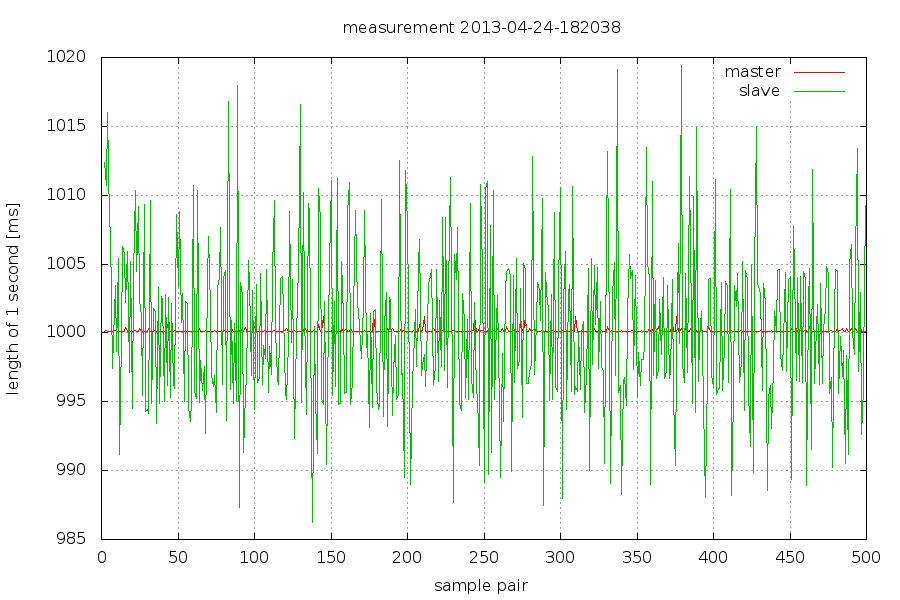 measurement 2013-04-24-182038
master
slave
length of 1 second [ms]
1020
1015
1010
1005
1000
995
990
985
0 50 100 150 200 250 300 350 400 450 500
sample pair